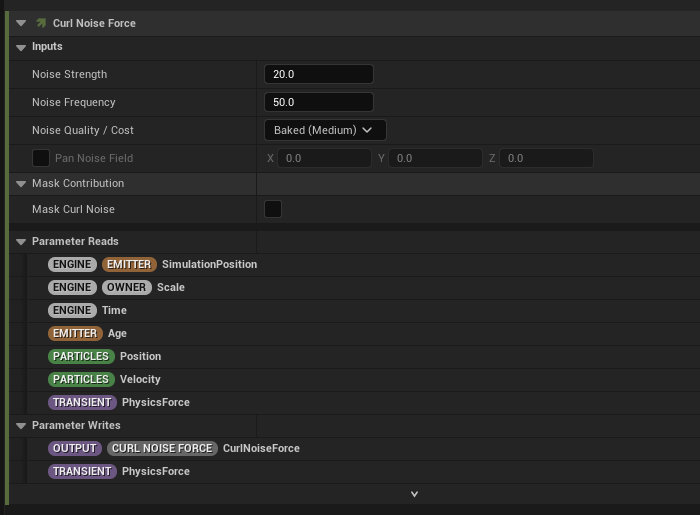 Curl Noise Force
Inputs
Noise Strength 20.0
Noise Frequency 50.0
Noise Quality / Cost Baked (Medium)
Pan Noise Field X 0.0 Y 0.0 Z 0.0
Mask Contribution
Mask Curl Noise
Parameter Reads
ENGINE EMITTER SimulationPosition
ENGINE OWNER Scale
ENGINE Time
EMITTER Age
PARTICLES Position
PARTICLES Velocity
TRANSIENT PhysicsForce
Parameter Writes
OUTPUT CURL NOISE FORCE CurlNoiseForce
TRANSIENT PhysicsForce